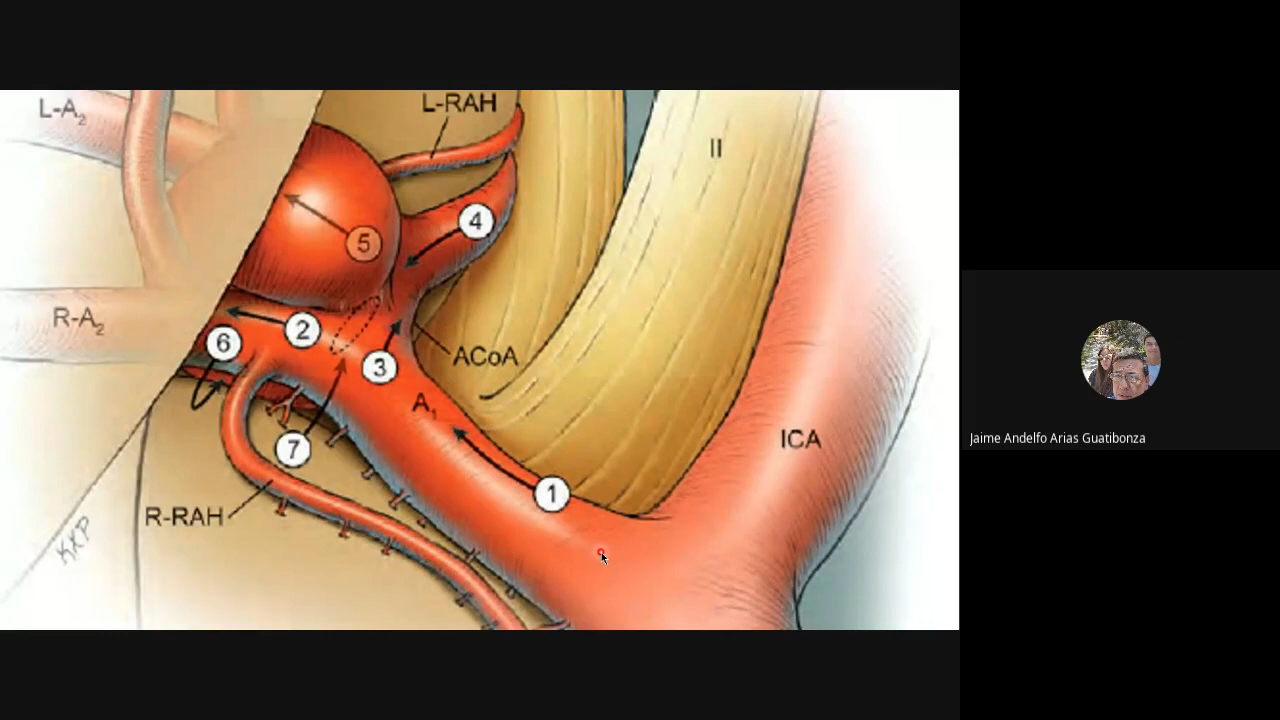 L-A2
L-RAH
II
5
4
R-A2
6
2
3
ACoA
A1
7
ICA
1
R-RAH
KXP
Jaime Andelfo Arias Guatibonza